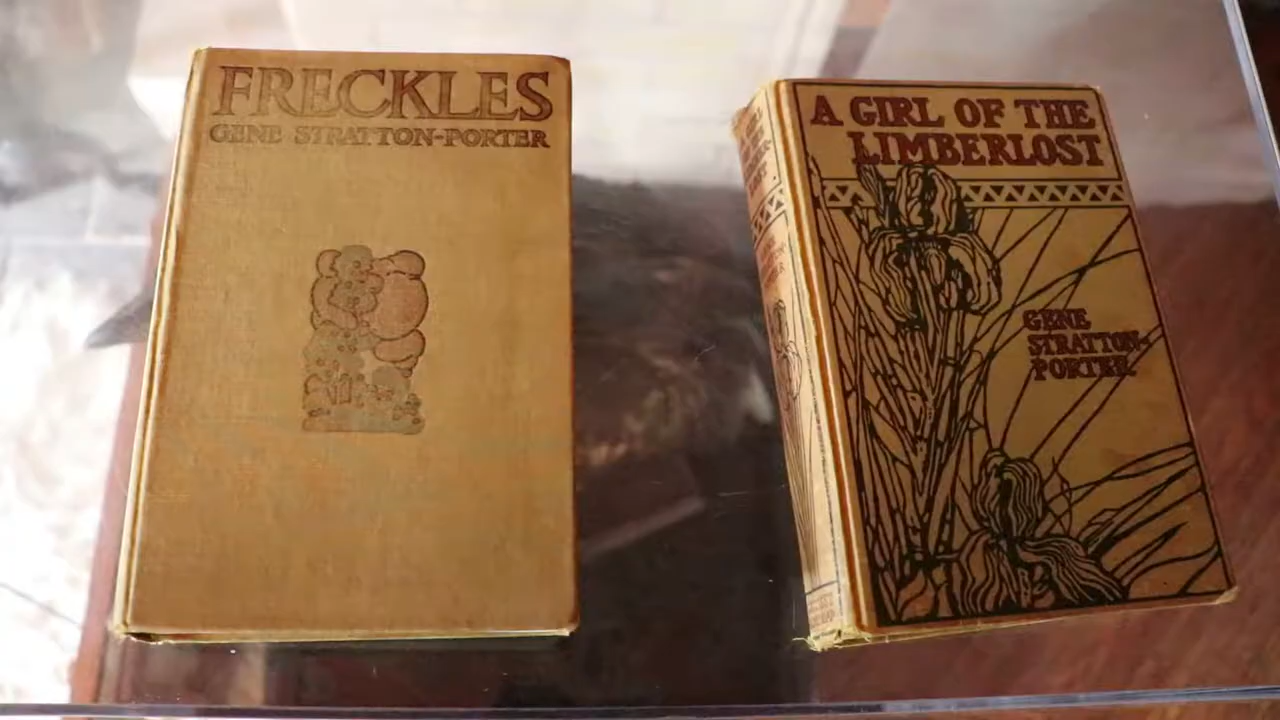 FRECKLES
GENE STRATTON-PORTER
A GIRL OF THE
LIMBERLOST
GENE
STRATTON-
PORTER